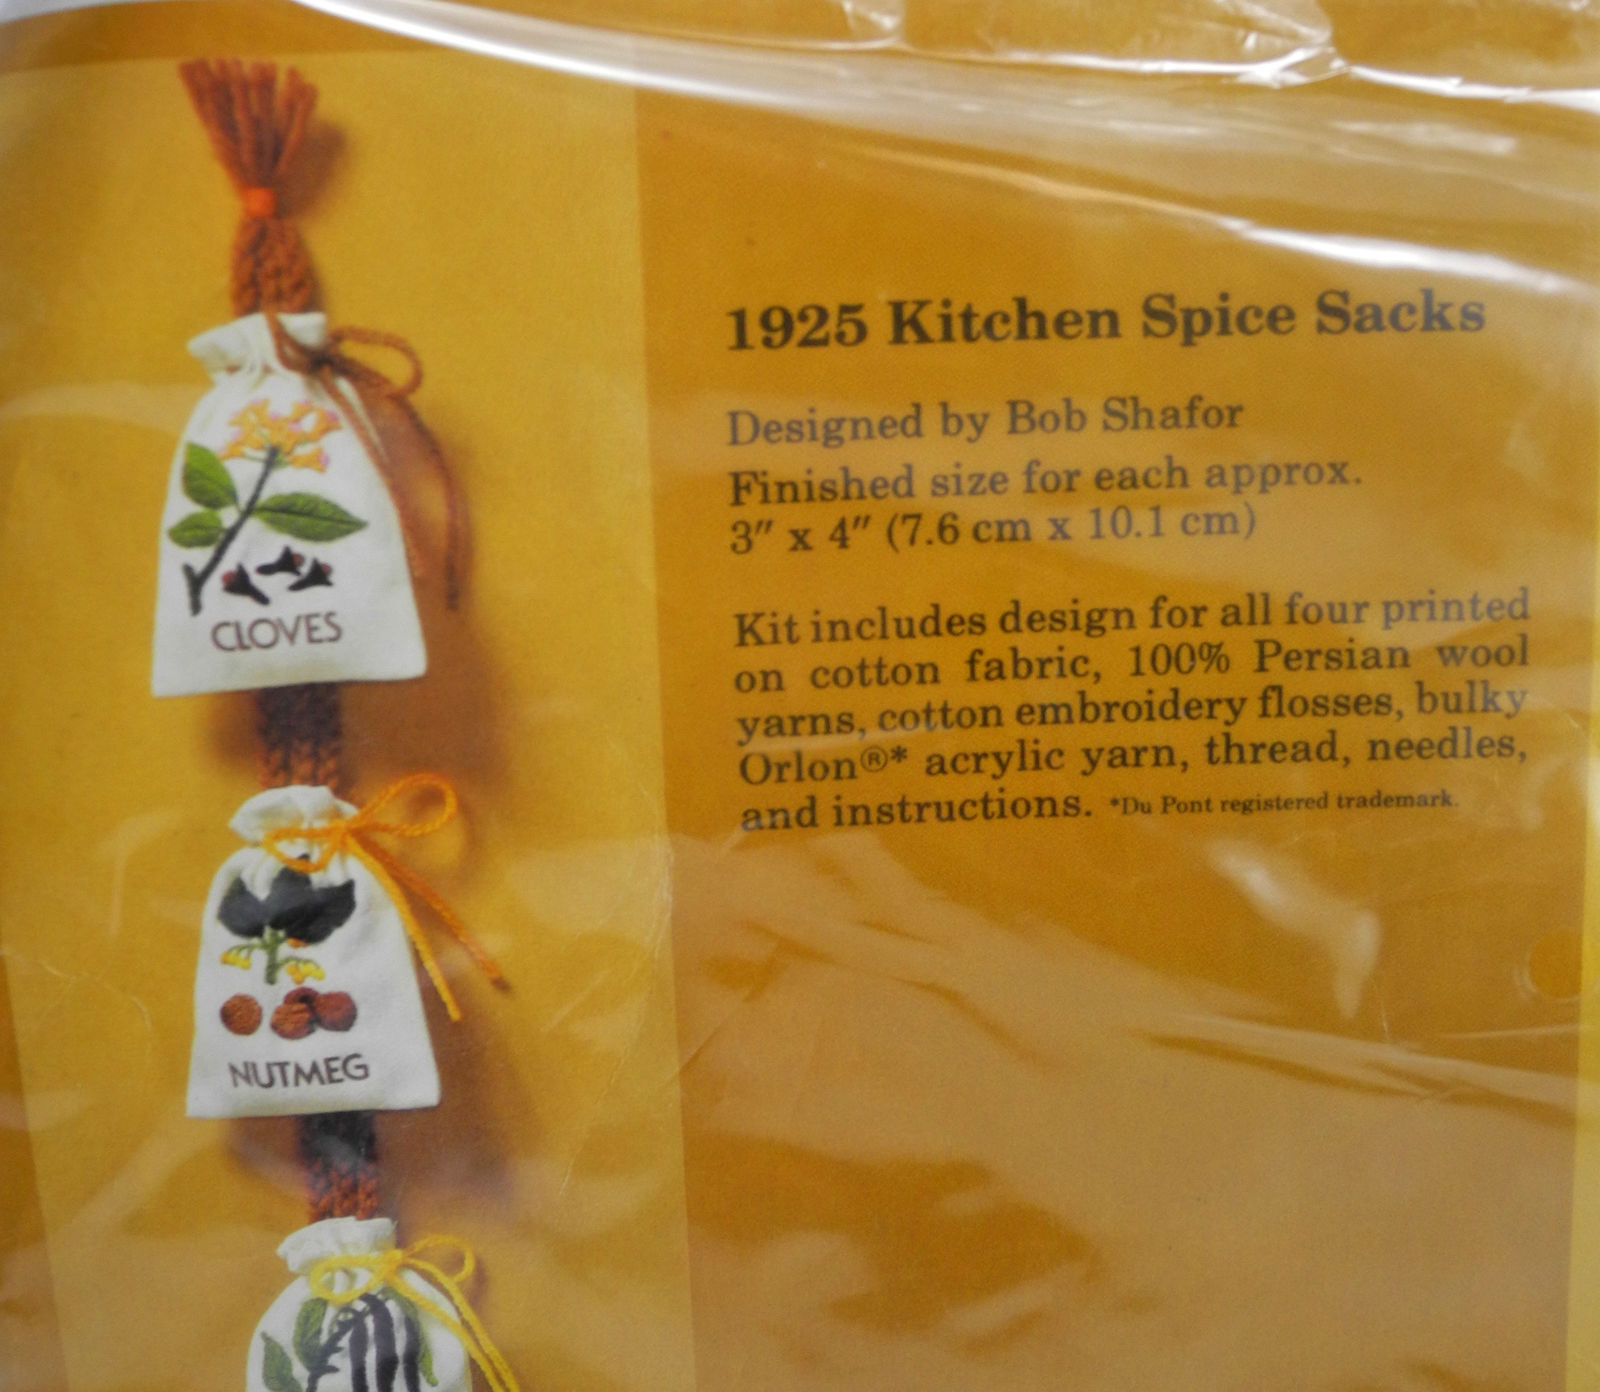 1925 Kitchen Spice Sacks
Designed by Bob Shafor
Finished size for each approx.
3" x 4" (7.6 cm x 10.1 cm)
Kit includes design for all four printed
on cotton fabric, 100% Persian wool
yarns, cotton embroidery flosses, bulky
Orlon®* acrylic yarn, thread, needles,
and instructions. *Du Pont registered trademark.
CLOVES
NUTMEG